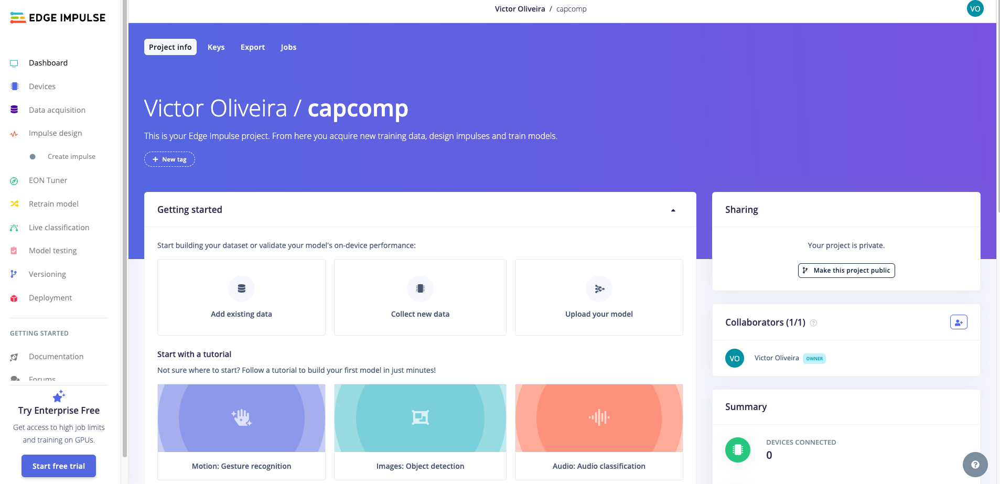 EDGE IMPULSE
Dashboard
Devices
Data acquisition
Impulse design
Create impulse
EON Tuner
Retrain model
Live classification
Model testing
Versioning
Deployment
GETTING STARTED
Documentation
Forums
Try Enterprise Free
Get access to high job limits
and training on GPUs.
Start free trial
Victor Oliveira / capcomp
VO
Project info Keys Export Jobs
Victor Oliveira / capcomp
This is your Edge Impulse project. From here you acquire new training data, design impulses and train models.
+ New tag
Getting started
Start building your dataset or validate your model's on-device performance:
Add existing data
Collect new data
Upload your model
Start with a tutorial
Not sure where to start? Follow a tutorial to build your first model in just minutes!
Motion: Gesture recognition
Images: Object detection
Audio: Audio classification
Sharing
Your project is private.
Make this project public
Collaborators (1/1) ?
VO Victor Oliveira OWNER
Summary
DEVICES CONNECTED
0
?